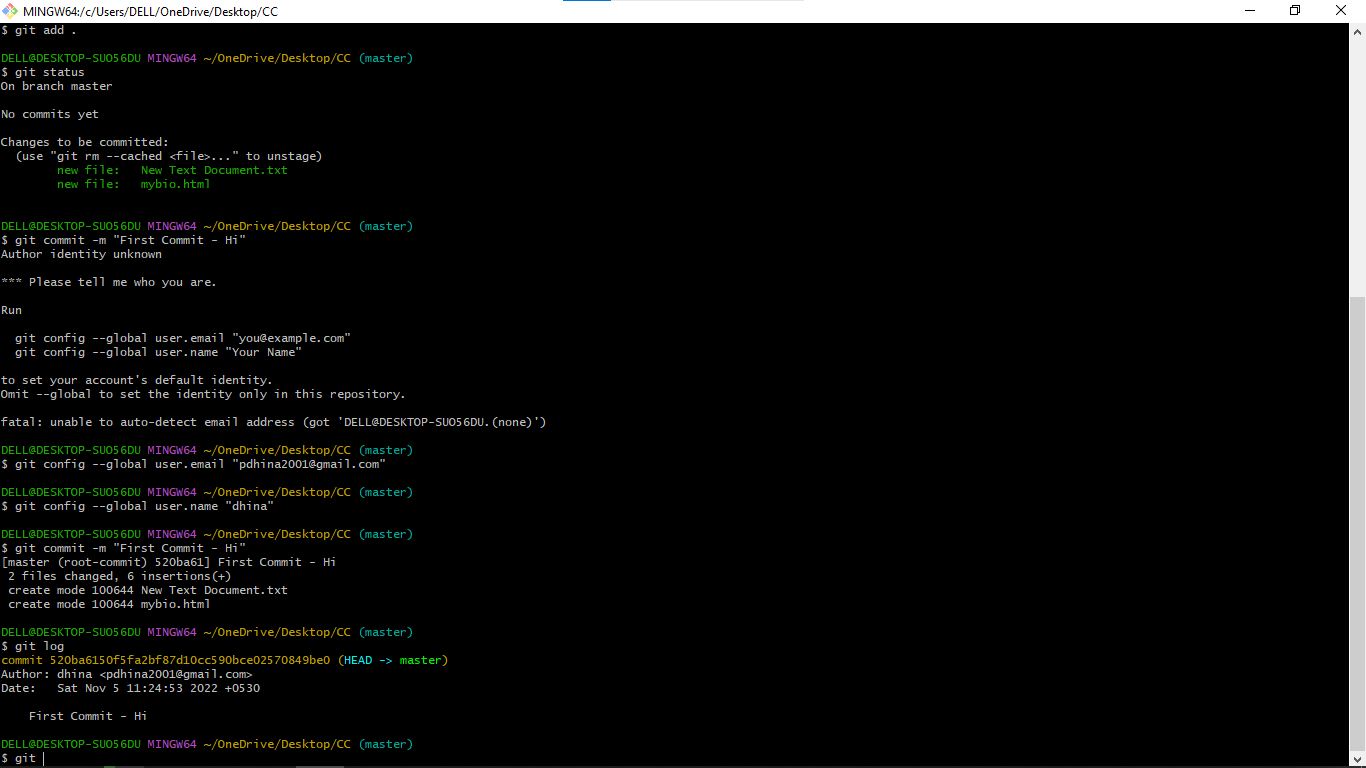 MINGW64:/c/Users/DELL/OneDrive/Desktop/CC
$ git add .
DELL@DESKTOP-SUO56DU MINGW64 ~/OneDrive/Desktop/CC (master)
$ git status
On branch master
No commits yet
Changes to be committed:
  (use "git rm --cached <file>..." to unstage)
        new file:   New Text Document.txt
        new file:   mybio.html
DELL@DESKTOP-SUO56DU MINGW64 ~/OneDrive/Desktop/CC (master)
$ git commit -m "First Commit - Hi"
Author identity unknown
*** Please tell me who you are.
Run
  git config --global user.email "you@example.com"
  git config --global user.name "Your Name"
to set your account's default identity.
Omit --global to set the identity only in this repository.
fatal: unable to auto-detect email address (got 'DELL@DESKTOP-SUO56DU.(none)')
DELL@DESKTOP-SUO56DU MINGW64 ~/OneDrive/Desktop/CC (master)
$ git config --global user.email "pdhina2001@gmail.com"
DELL@DESKTOP-SUO56DU MINGW64 ~/OneDrive/Desktop/CC (master)
$ git config --global user.name "dhina"
DELL@DESKTOP-SUO56DU MINGW64 ~/OneDrive/Desktop/CC (master)
$ git commit -m "First Commit - Hi"
[master (root-commit) 520ba61] First Commit - Hi
 2 files changed, 6 insertions(+)
 create mode 100644 New Text Document.txt
 create mode 100644 mybio.html
DELL@DESKTOP-SUO56DU MINGW64 ~/OneDrive/Desktop/CC (master)
$ git log
commit 520ba6150f5fa2bf87d10cc590bce02570849be0 (HEAD -> master)
Author: dhina <pdhina2001@gmail.com>
Date:   Sat Nov 5 11:24:53 2022 +0530
    First Commit - Hi
DELL@DESKTOP-SUO56DU MINGW64 ~/OneDrive/Desktop/CC (master)
$ git